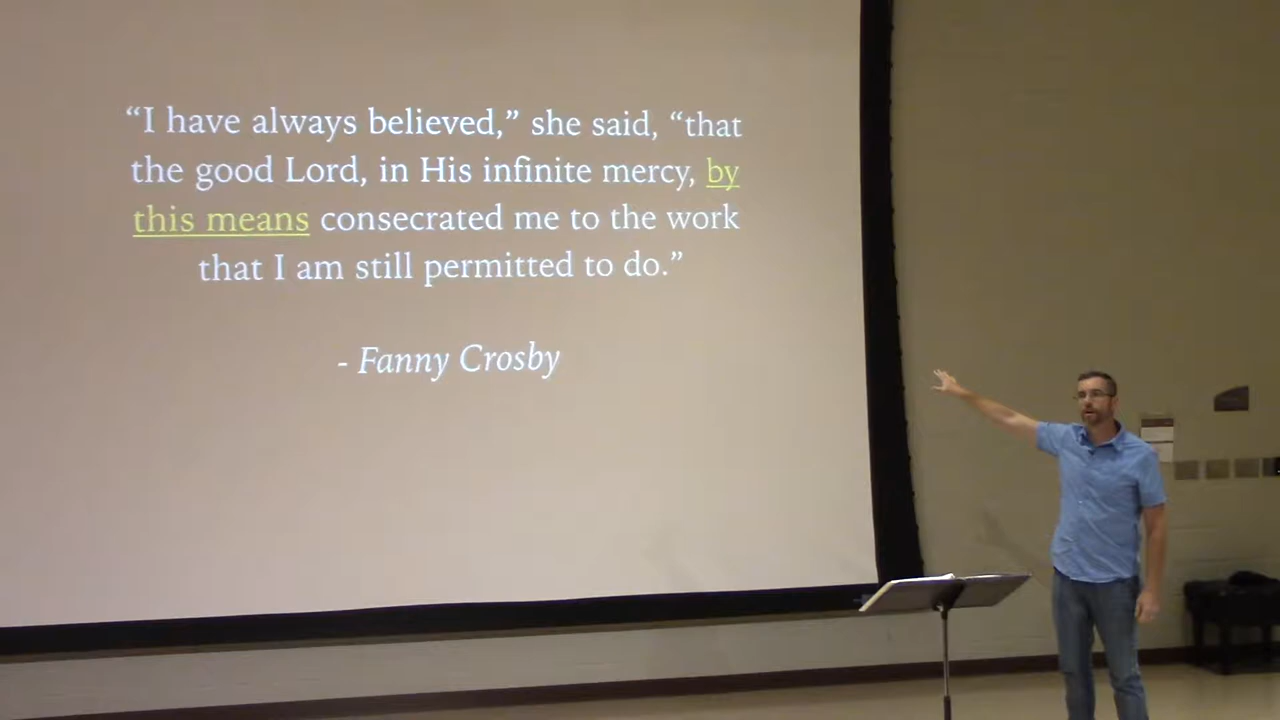 “I have always believed,” she said, “that
the good Lord, in His infinite mercy, by
this means consecrated me to the work
that I am still permitted to do.”
- Fanny Crosby